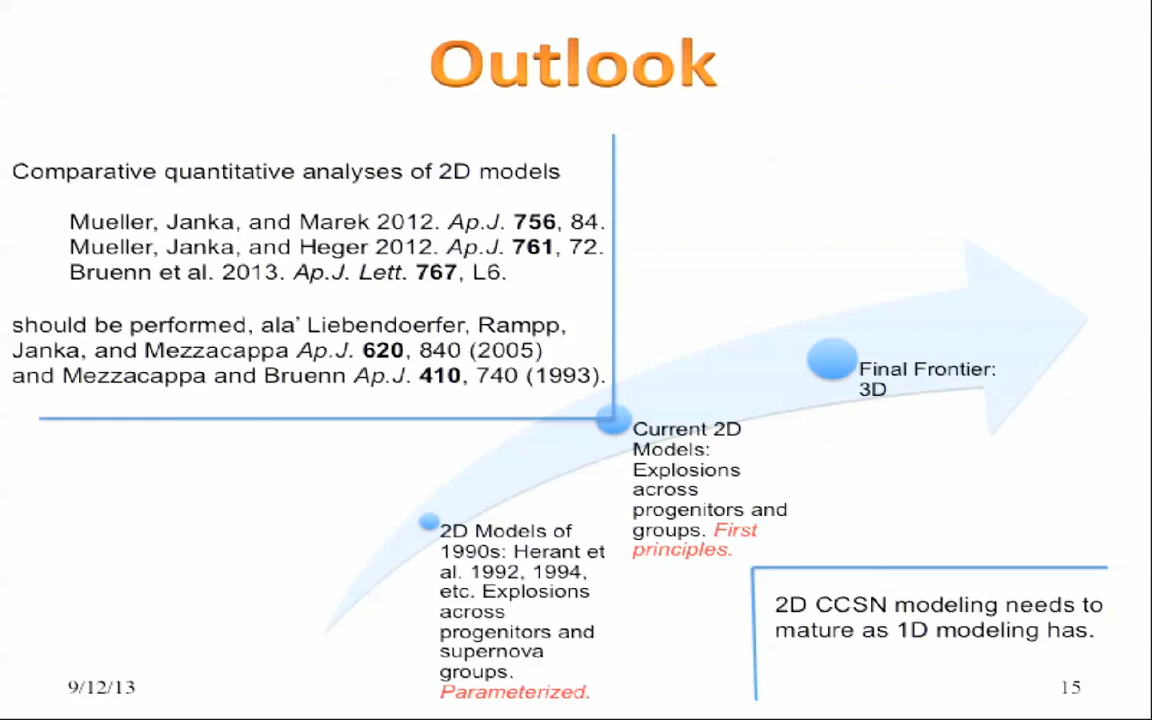 Outlook
Comparative quantitative analyses of 2D models
Mueller, Janka, and Marek 2012. Ap.J. 756, 84.
Mueller, Janka, and Heger 2012. Ap.J. 761, 72.
Bruenn et al. 2013. Ap.J. Lett. 767, L6.
should be performed, ala’ Liebendoerfer, Rampp,
Janka, and Mezzacappa Ap.J. 620, 840 (2005)
and Mezzacappa and Bruenn Ap.J. 410, 740 (1993).
Final Frontier:
3D
Current 2D
Models:
Explosions
across
progenitors and
groups. First
principles.
2D Models of
1990s: Herant et
al. 1992, 1994,
etc. Explosions
across
progenitors and
supernova
groups.
Parameterized.
2D CCSN modeling needs to
mature as 1D modeling has.
9/12/13
15